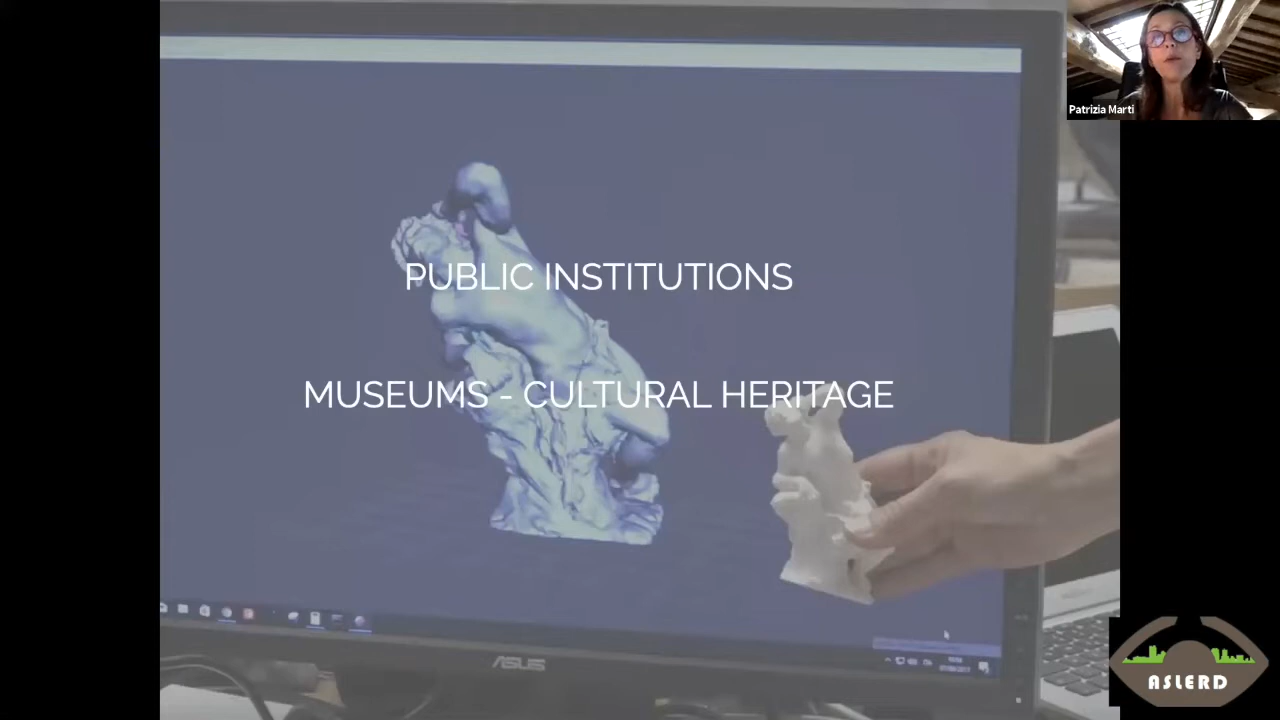 Patrizia Marti
PUBLIC INSTITUTIONS
MUSEUMS - CULTURAL HERITAGE
ASUS
ASLERD